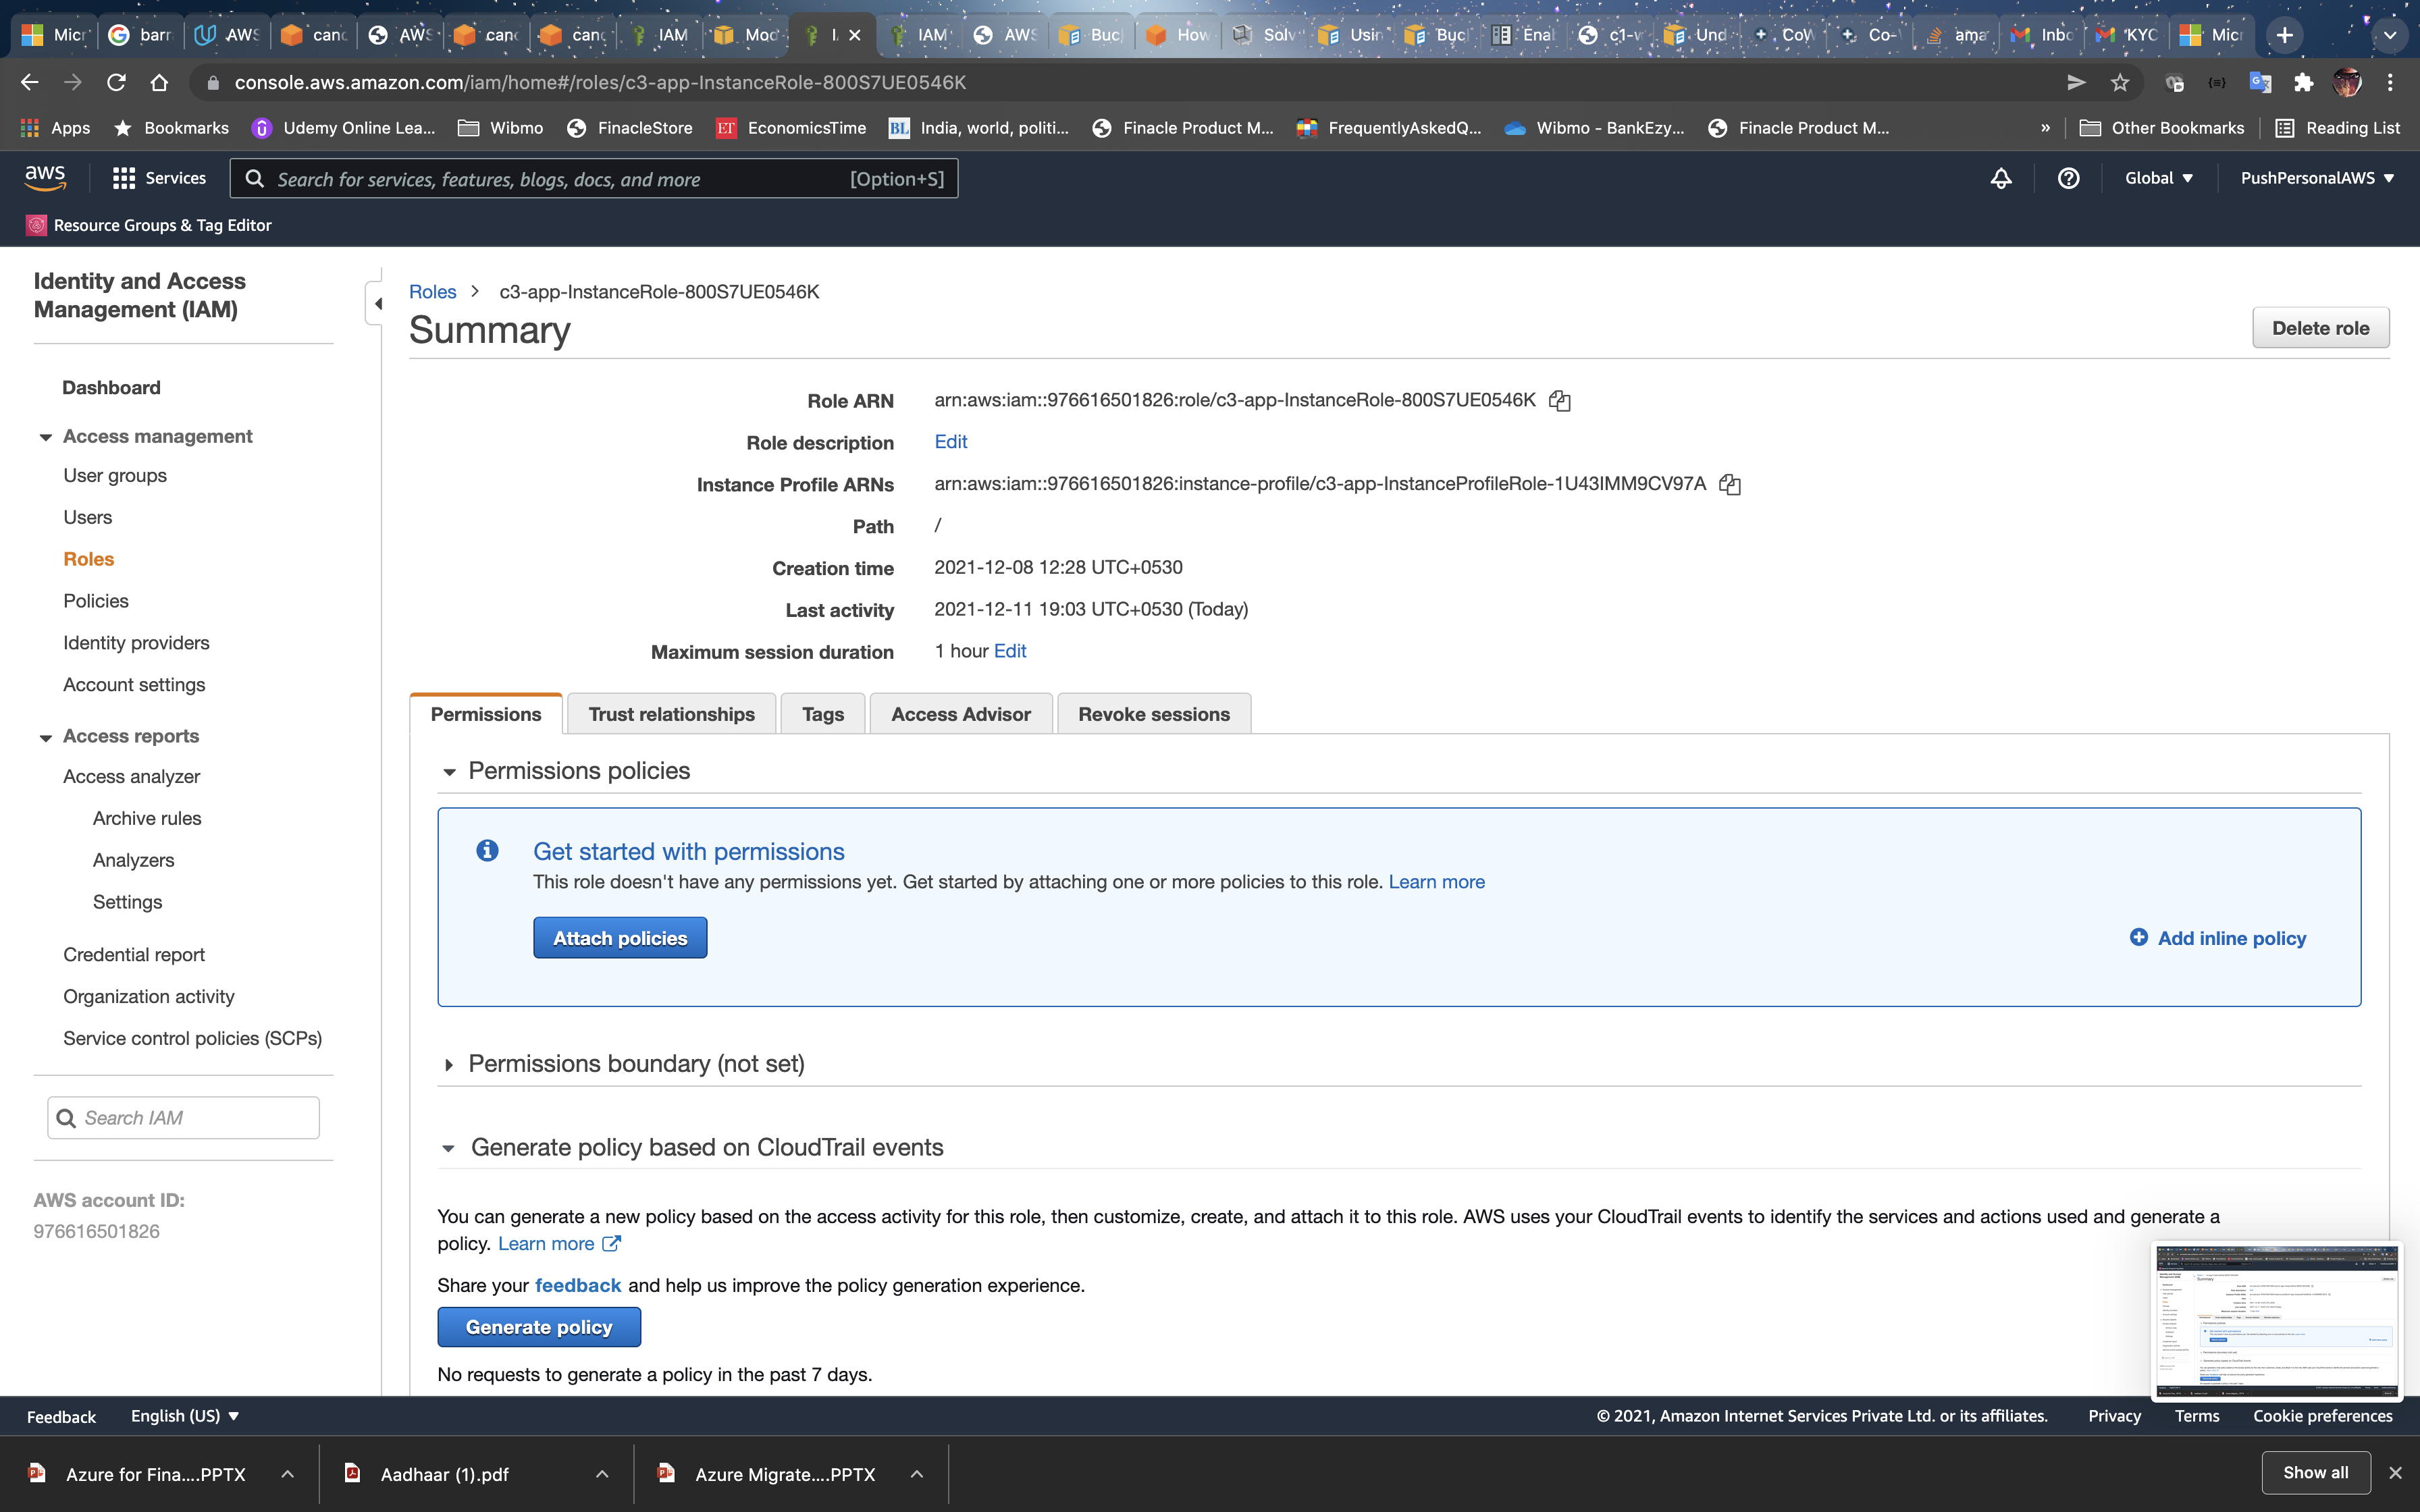 Micr
barr
AWS
canc
AWS
canc
canc
IAM
Moc
I.
IAM
AWS
Buc
How
Solv
Usin
Buc
Enal
c1-w
Und
CoW
Co-
ama
Inbo
KYC
Micr
console.aws.amazon.com/iam/home#/roles/c3-app-InstanceRole-800S7UE0546K
Apps
Bookmarks
Udemy Online Lea...
Wibmo
FinacleStore
ET
EconomicsTime
BL
India, world, politi...
Finacle Product M...
FrequentlyAskedQ...
Wibmo - BankEzy...
Finacle Product M...
»
Other Bookmarks
Reading List
aws
Services
Search for services, features, blogs, docs, and more [Option+S]
Global
PushPersonalAWS
Resource Groups & Tag Editor
Identity and Access
Management (IAM)
Dashboard
Access management
User groups
Users
Roles
Policies
Identity providers
Account settings
Access reports
Access analyzer
Archive rules
Analyzers
Settings
Credential report
Organization activity
Service control policies (SCPs)
Search IAM
AWS account ID:
976616501826
Roles > c3-app-InstanceRole-800S7UE0546K
Summary
Delete role
Role ARN arn:aws:iam::976616501826:role/c3-app-InstanceRole-800S7UE0546K
Role description Edit
Instance Profile ARNs arn:aws:iam::976616501826:instance-profile/c3-app-InstanceProfileRole-1U43IMM9CV97A
Path /
Creation time 2021-12-08 12:28 UTC+0530
Last activity 2021-12-11 19:03 UTC+0530 (Today)
Maximum session duration 1 hour Edit
Permissions
Trust relationships
Tags
Access Advisor
Revoke sessions
Permissions policies
Get started with permissions
This role doesn't have any permissions yet. Get started by attaching one or more policies to this role. Learn more
Attach policies
Add inline policy
Permissions boundary (not set)
Generate policy based on CloudTrail events
You can generate a new policy based on the access activity for this role, then customize, create, and attach it to this role. AWS uses your CloudTrail events to identify the services and actions used and generate a
policy. Learn more
Share your feedback and help us improve the policy generation experience.
Generate policy
No requests to generate a policy in the past 7 days.
Feedback
English (US)
© 2021, Amazon Internet Services Private Ltd. or its affiliates.
Privacy
Terms
Cookie preferences
Azure for Fina....PPTX
Aadhaar (1).pdf
Azure Migrate....PPTX
Show all